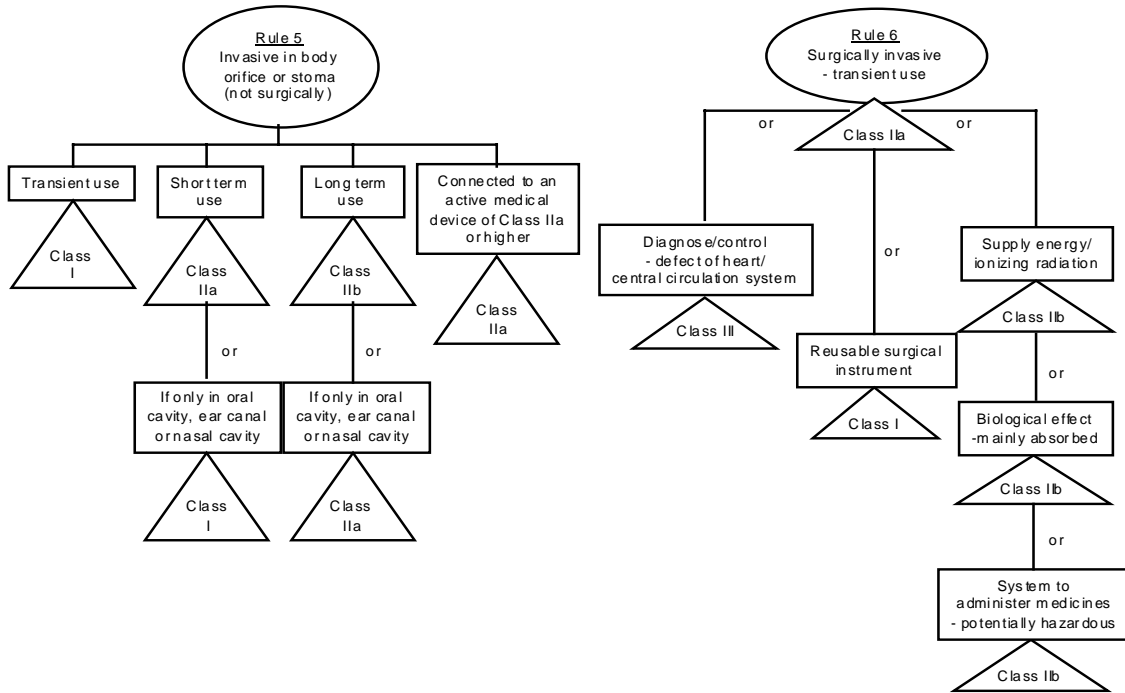 Rule 5
Invasive in body
orifice or stoma
(not surgically)
Transient use
Class
I
Short term
use
Class
IIa
or
If only in oral
cavity, ear canal
or nasal cavity
Class
I
Long term
use
Class
IIb
or
If only in oral
cavity, ear canal
or nasal cavity
Class
IIa
Connected to an
active medical
device of Class IIa
or higher
Class
IIa
Rule 6
Surgically invasive
- transient use
Class IIa
or
Diagnose/control
- defect of heart/
central circulation system
Class III
or
Reusable surgical
instrument
Class I
or
Supply energy/
ionizing radiation
Class IIb
or
Biological effect
-mainly absorbed
Class IIb
or
System to
administer medicines
- potentially hazardous
Class IIb